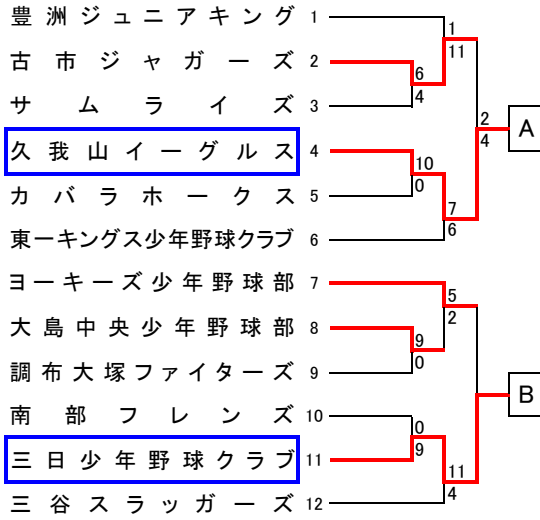 豊洲ジュニアキング 1
1
11
古市ジャガーズ 2
6
4
サムライズ 3
2
4
A
久我山イーグルス 4
10
0
カバラホークス 5
7
6
東一キングス少年野球クラブ 6
ヨーキーズ少年野球部 7
5
2
大島中央少年野球部 8
9
0
調布大塚ファイターズ 9
B
南部フレンズ 10
0
9
三日少年野球クラブ 11
11
4
三谷スラッガーズ 12